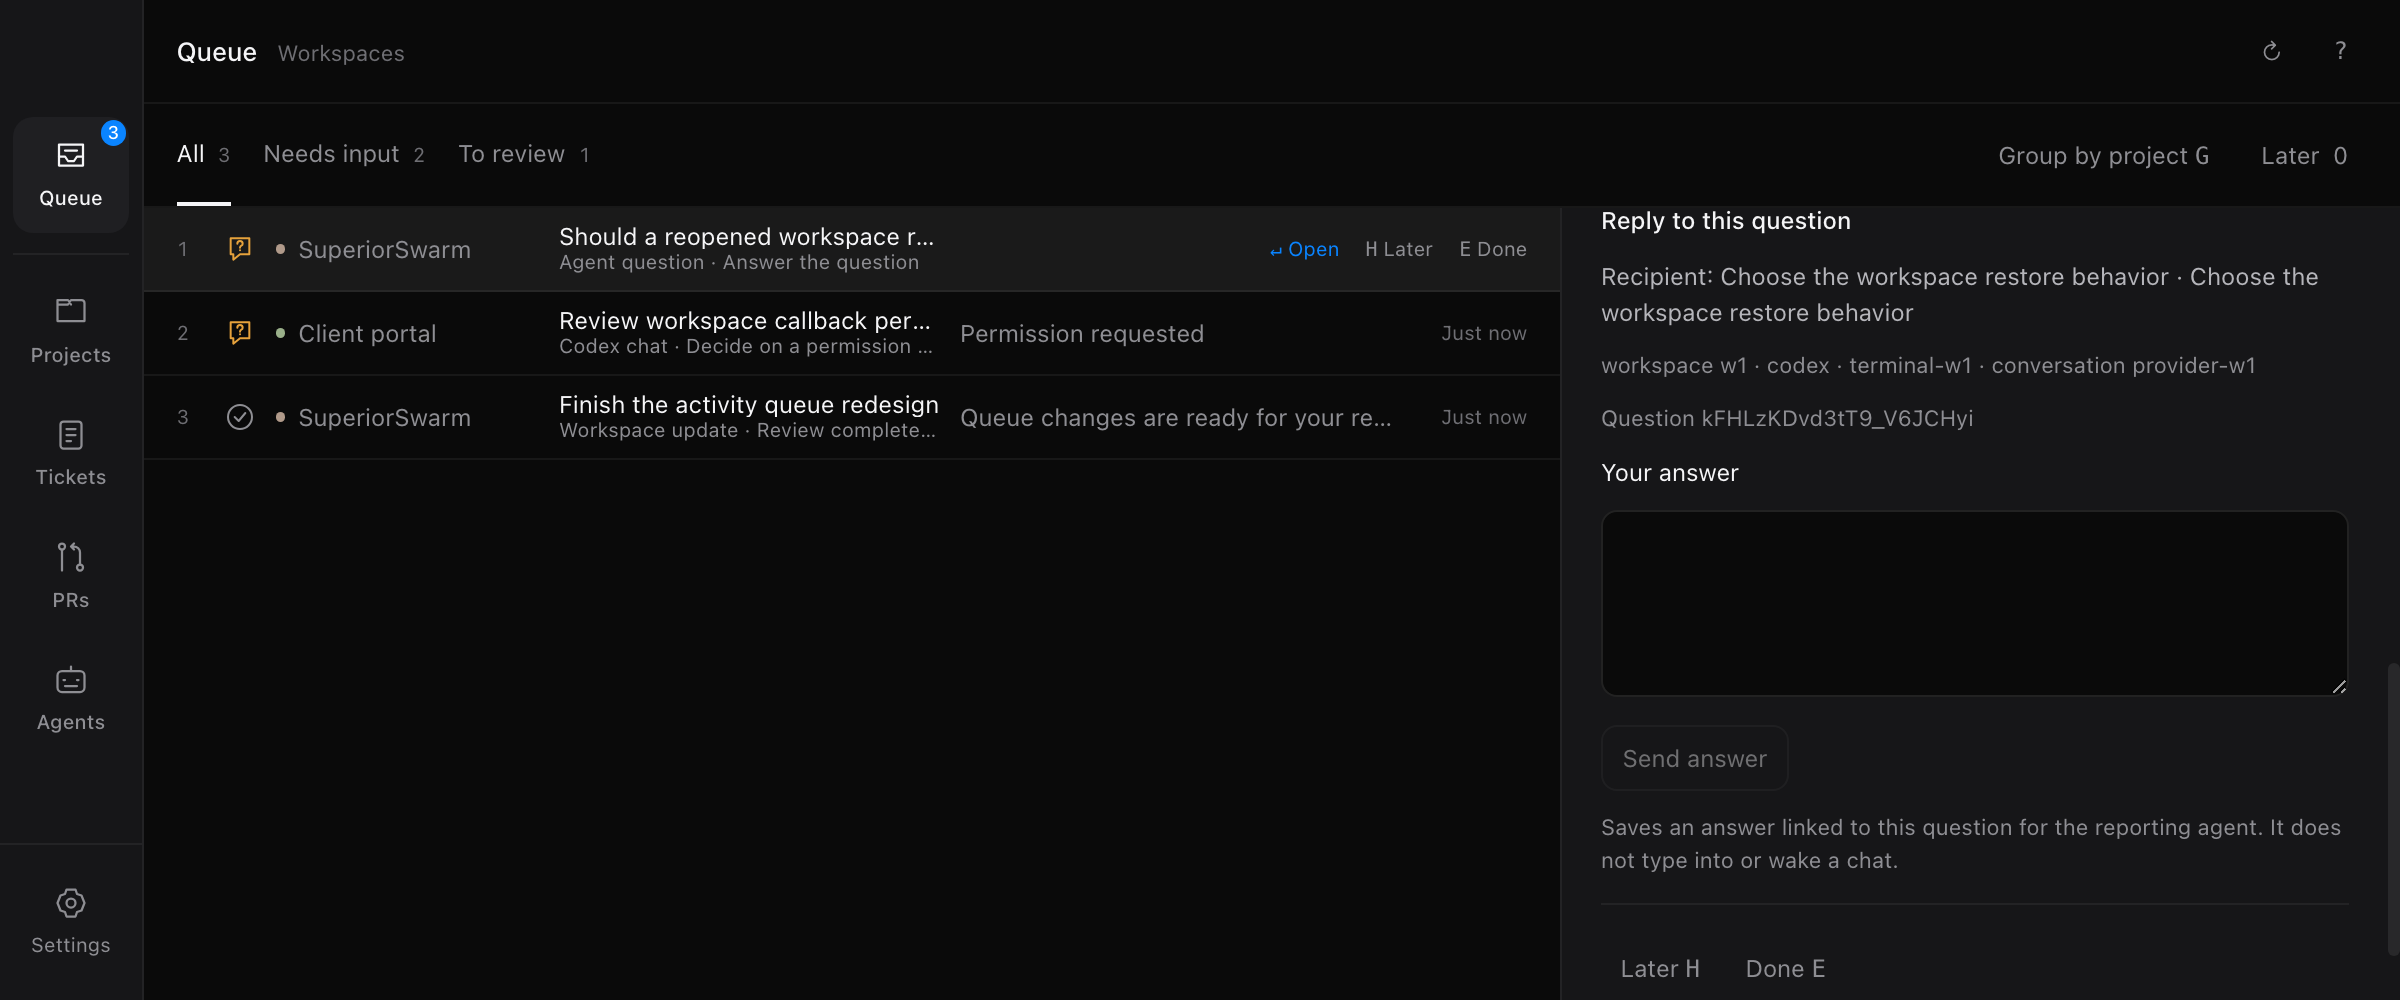 Queue Workspaces
?
3
Queue
Projects
Tickets
PRs
Agents
Settings
All 3 Needs input 2 To review 1
Group by project G Later 0
1 SuperiorSwarm Should a reopened workspace r... ↵ Open H Later E Done
Agent question · Answer the question
2 Client portal Review workspace callback per... Permission requested Just now
Codex chat · Decide on a permission ...
3 SuperiorSwarm Finish the activity queue redesign Queue changes are ready for your re... Just now
Workspace update · Review complete...
Reply to this question
Recipient: Choose the workspace restore behavior · Choose the
workspace restore behavior
workspace w1 · codex · terminal-w1 · conversation provider-w1
Question kFHLzKDvd3tT9_V6JCHyi
Your answer
Send answer
Saves an answer linked to this question for the reporting agent. It does
not type into or wake a chat.
Later H Done E